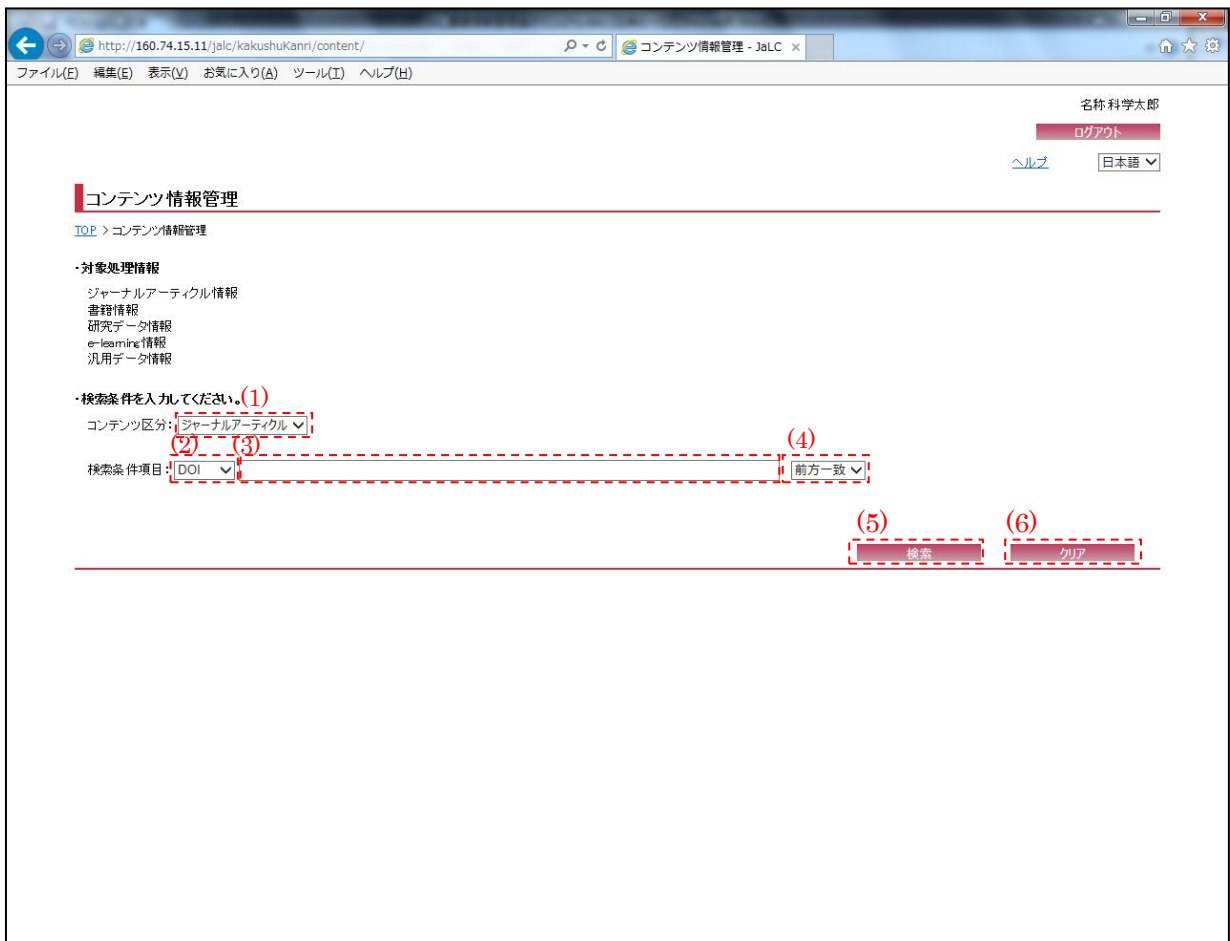 http://160.74.15.11/jalc/kakushuKanri/content/
コンテンツ情報管理 - JaLC
ファイル(F) 編集(E) 表示(V) お気に入り(A) ツール(T) ヘルプ(H)
名称科学太郎
ログアウト
ヘルプ 日本語
コンテンツ情報管理
TOP > コンテンツ情報管理
・対象処理情報
ジャーナルアーティクル情報
書籍情報
研究データ情報
e-learning情報
汎用データ情報
・検索条件を入力してください。(1)
コンテンツ区分: ジャーナルアーティクル
(2) (3) (4)
検索条件項目: DOI 前方一致
(5) (6)
検索 クリア